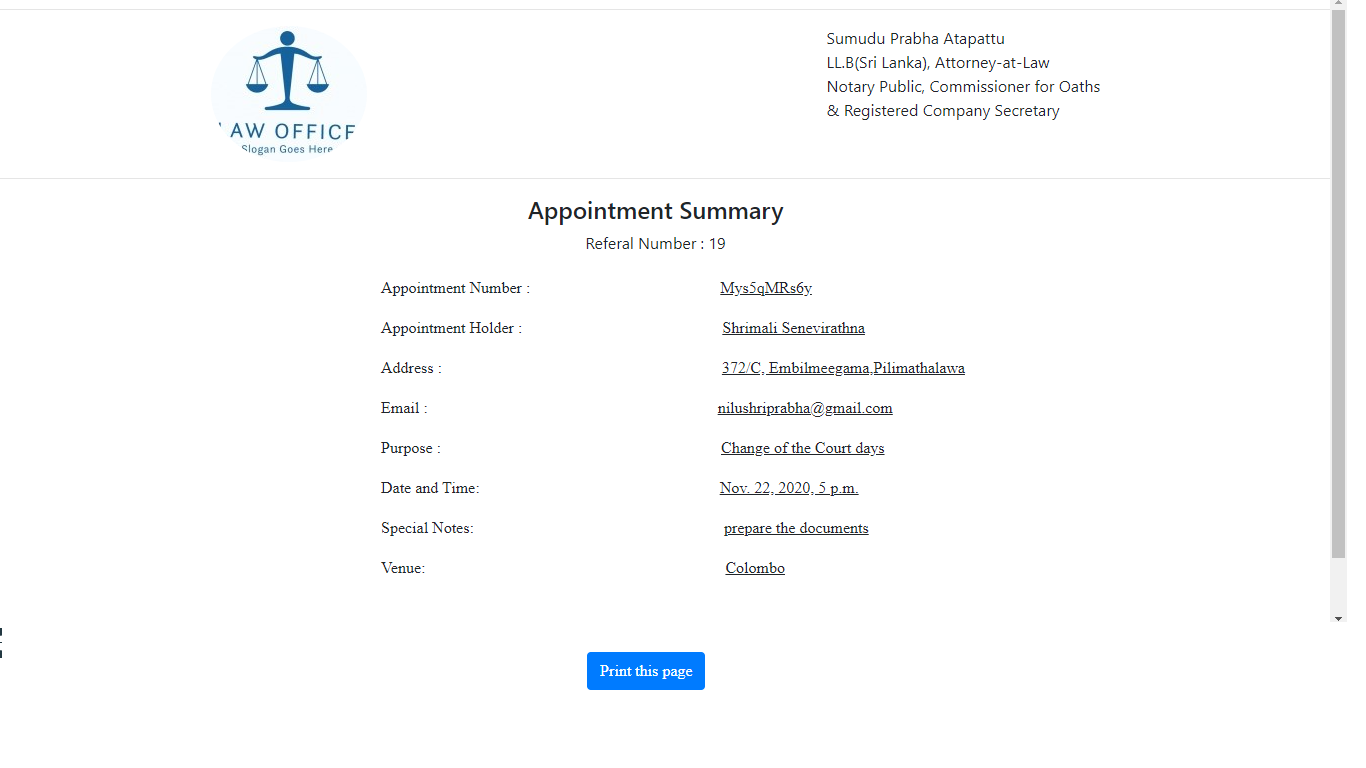 AW OFFICE
Slogan Goes Here
Sumudu Prabha Atapattu
LL.B(Sri Lanka), Attorney-at-Law
Notary Public, Commissioner for Oaths
& Registered Company Secretary
Appointment Summary
Referal Number : 19
Appointment Number : Mys5qMRs6y
Appointment Holder : Shrimali Senevirathna
Address : 372/C, Embilmeegama,Pilimathalawa
Email : nilushriprabha@gmail.com
Purpose : Change of the Court days
Date and Time: Nov. 22, 2020, 5 p.m.
Special Notes: prepare the documents
Venue: Colombo
Print this page